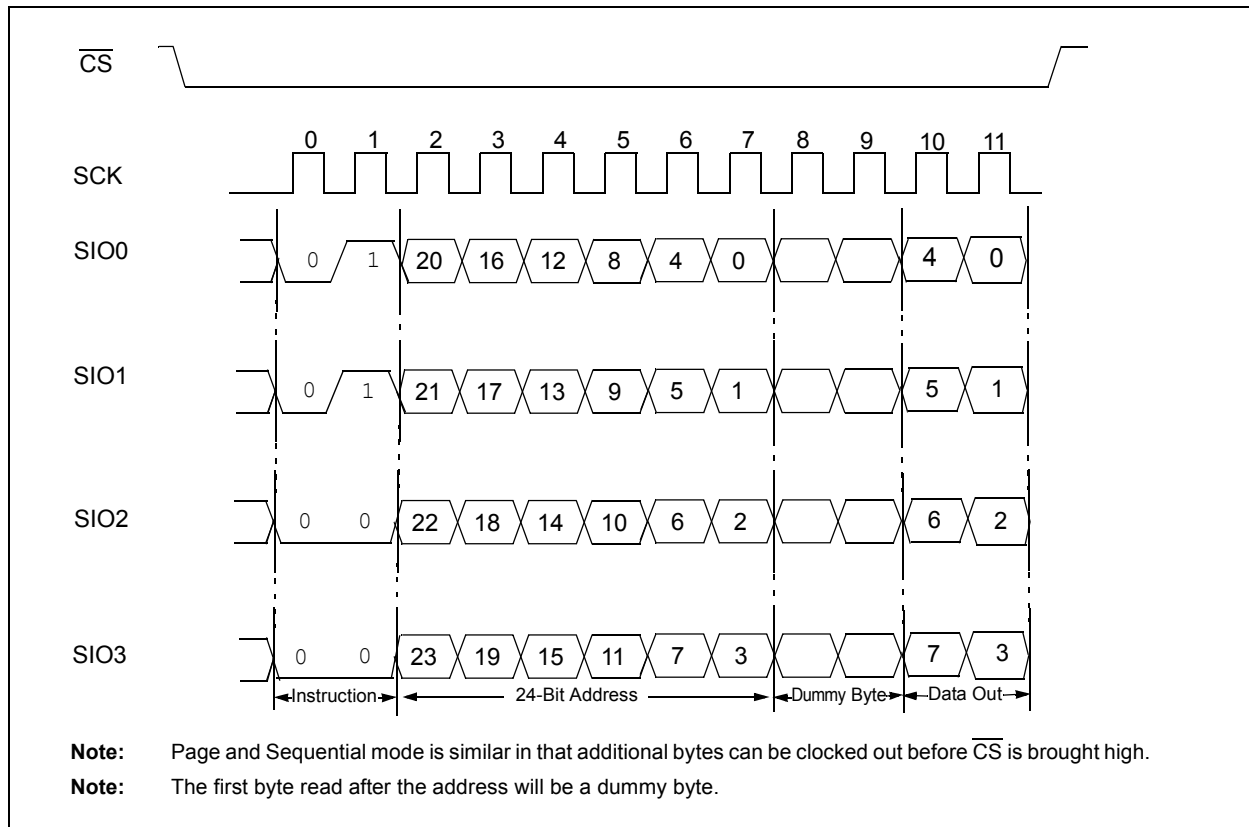 CS
0 1 2 3 4 5 6 7 8 9 10 11
SCK
SIO0 0 1 20 16 12 8 4 0 4 0
SIO1 0 1 21 17 13 9 5 1 5 1
SIO2 0 0 22 18 14 10 6 2 6 2
SIO3 0 0 23 19 15 11 7 3 7 3
Instruction 24-Bit Address Dummy Byte Data Out
Note: Page and Sequential mode is similar in that additional bytes can be clocked out before CS is brought high.
Note: The first byte read after the address will be a dummy byte.